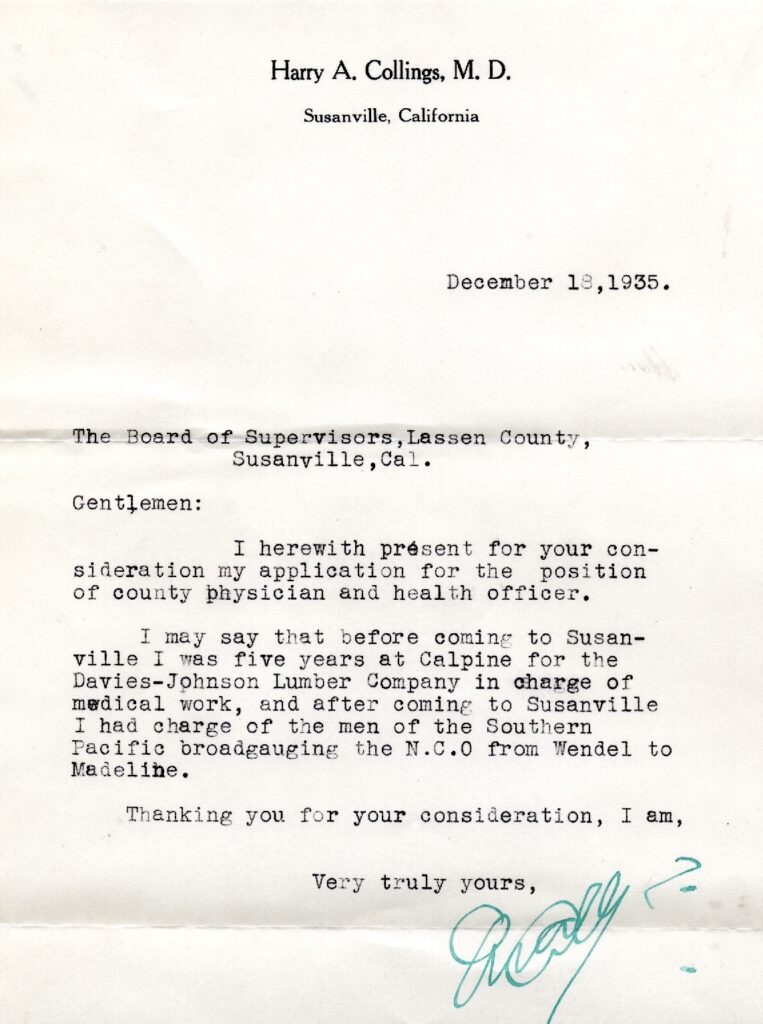 Harry A. Collings, M. D.
Susanville, California
December 18,1935.
The Board of Supervisors,Lassen County,
Susanville,Cal.
Gentlemen:
I herewith present for your con-
sideration my application for the  position
of county physician and health officer.
I may say that before coming to Susan-
ville I was five years at Calpine for the
Davies-Johnson Lumber Company in charge of
medical work, and after coming to Susanville
I had charge of the men of the Southern
Pacific broadgauging the N.C.O from Wendel to
Madeline.
Thanking you for your consideration, I am,
Very truly yours,